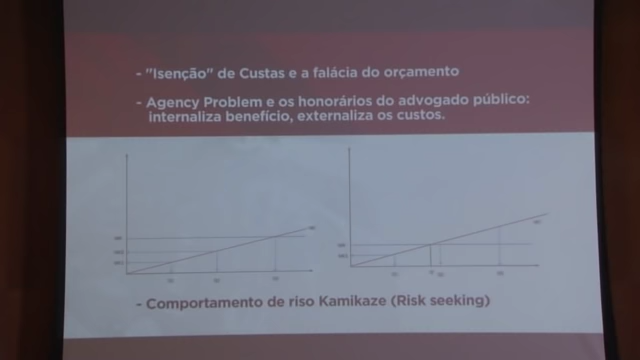 - "Isenção" de Custas e a falácia do orçamento
- Agency Problem e os honorários do advogado público:
internaliza benefício, externaliza os custos.
- Comportamento de riso Kamikaze (Risk seeking)